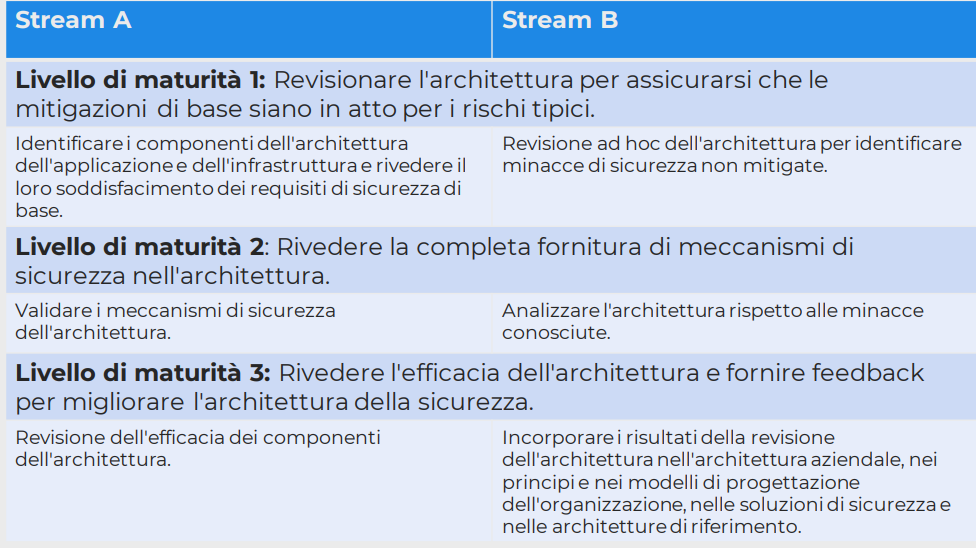 Stream A
Stream B
Livello di maturità 1: Revisionare l'architettura per assicurarsi che le
mitigazioni di base siano in atto per i rischi tipici.
Identificare i componenti dell'architettura
dell'applicazione e dell'infrastruttura e rivedere il
loro soddisfacimento dei requisiti di sicurezza di
base.
Revisione ad hoc dell'architettura per identificare
minacce di sicurezza non mitigate.
Livello di maturità 2: Rivedere la completa fornitura di meccanismi di
sicurezza nell'architettura.
Validare i meccanismi di sicurezza
dell'architettura.
Analizzare l'architettura rispetto alle minacce
conosciute.
Livello di maturità 3: Rivedere l'efficacia dell'architettura e fornire feedback
per migliorare l'architettura della sicurezza.
Revisione dell'efficacia dei componenti
dell'architettura.
Incorporare i risultati della revisione
dell'architettura nell'architettura aziendale, nei
principi e nei modelli di progettazione
dell'organizzazione, nelle soluzioni di sicurezza e
nelle architetture di riferimento.